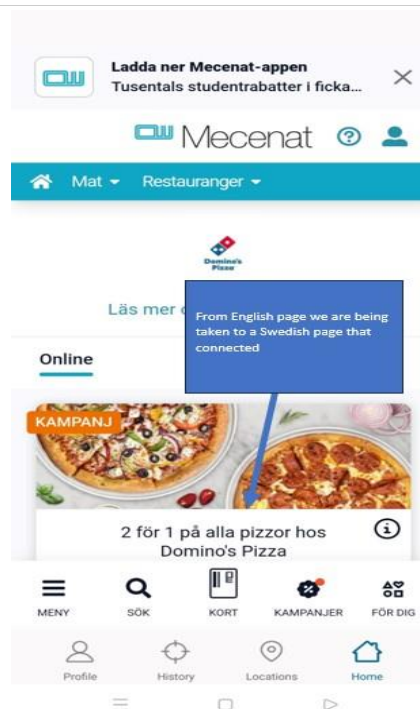 Ladda ner Mecenat-appen
Tusentals studentrabatter i ficka...
Mecenat
Mat
Restauranger
Domino's
Pizza
Läs mer
From English page we are being
taken to a Swedish page that
connected
Online
KAMPANJ
2 för 1 på alla pizzor hos
Domino's Pizza
MENY
SÖK
KORT
KAMPANJER
FÖR DIG
Profile
History
Locations
Home